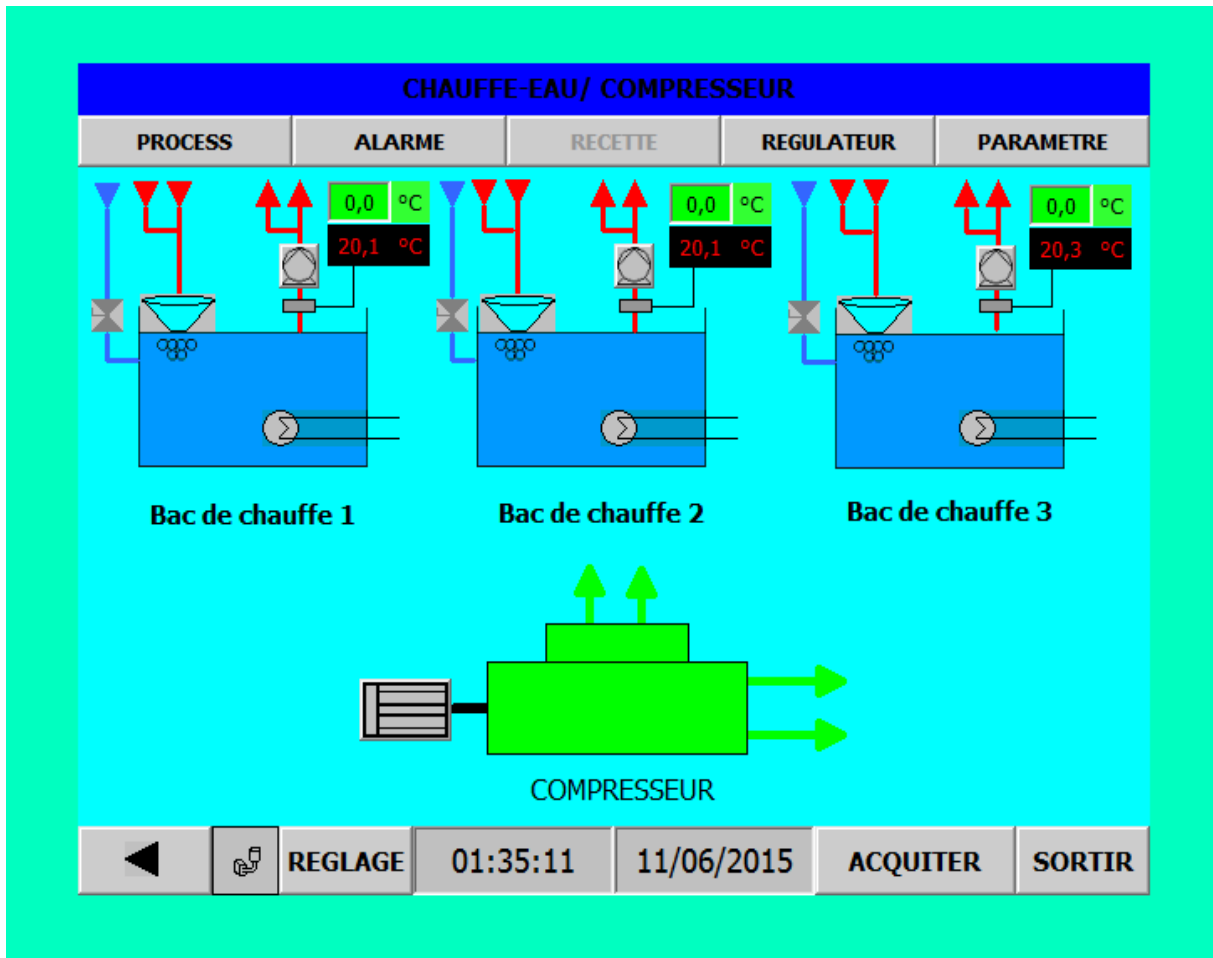 CHAUFFE-EAU/ COMPRESSEUR
PROCESS ALARME RECETTE REGULATEUR PARAMETRE
0,0 °C 0,0 °C 0,0 °C
20,1 °C 20,1 °C 20,3 °C
Bac de chauffe 1 Bac de chauffe 2 Bac de chauffe 3
COMPRESSEUR
REGLAGE 01:35:11 11/06/2015 ACQUITER SORTIR